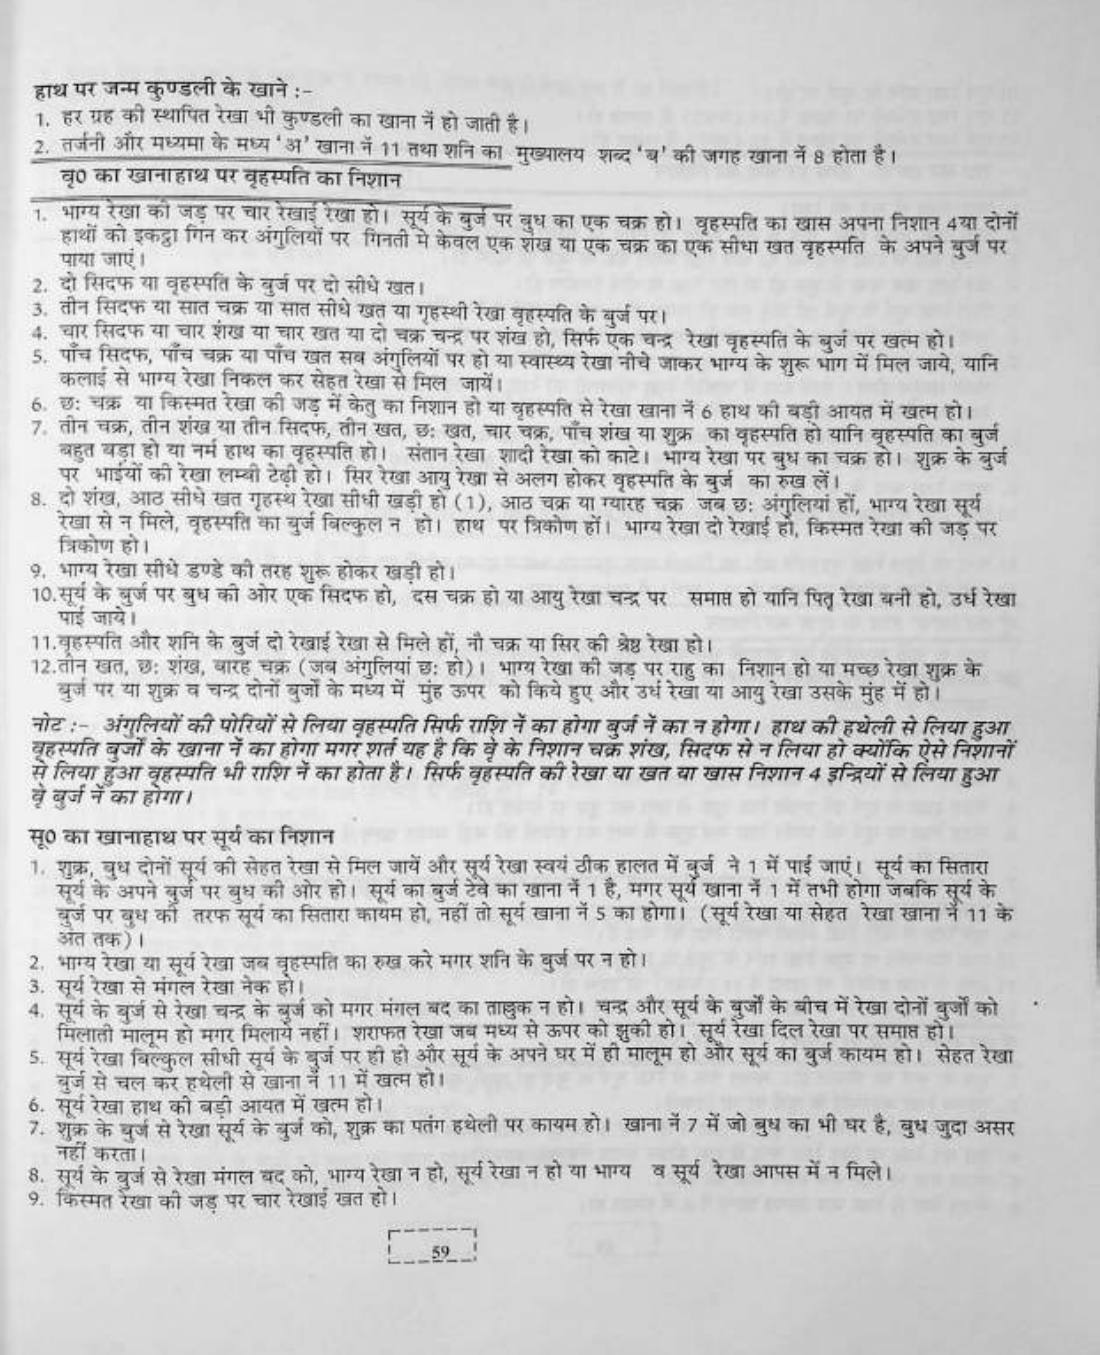 हाथ पर जन्म कुण्डली के खाने :-
1. हर ग्रह की स्थापित रेखा भी कुण्डली का खाना नें हो जाती है।
2. तर्जनी और मध्यमा के मध्य ‘अ’ खाना नें 11 तथा शनि का मुख्यालय शब्द ‘ब’ की जगह खाना नें 8 होता है।
वृ0 का खानाहाथ पर वृहस्पति का निशान
1. भाग्य रेखा की जड़ पर चार रेखाई रेखा हो। सूर्य के बुर्ज पर बुध का एक चक्र हो। वृहस्पति का खास अपना निशान 4या दोनों
हाथों को इकट्ठा गिन कर अंगुलियों पर गिनती मे केवल एक शंख या एक चक्र का एक सीधा खत वृहस्पति के अपने बुर्ज पर
पाया जाएं।
2. दो सिदफ या वृहस्पति के बुर्ज पर दो सीधे खत।
3. तीन सिदफ या सात चक्र या सात सीधे खत या गृहस्थी रेखा वृहस्पति के बुर्ज पर।
4. चार सिदफ या चार शंख या चार खत या दो चक्र चन्द्र पर शंख हो, सिर्फ एक चन्द्र रेखा वृहस्पति के बुर्ज पर खत्म हो।
5. पाँच सिदफ, पाँच चक्र या पाँच खत सब अंगुलियों पर हो या स्वास्थ्य रेखा नीचे जाकर भाग्य के शुरू भाग में मिल जाये, यानि
कलाई से भाग्य रेखा निकल कर सेहत रेखा से मिल जायें।
6. छः चक्र या किस्मत रेखा की जड़ में केतु का निशान हो या वृहस्पति से रेखा खाना नें 6 हाथ की बड़ी आयत में खत्म हो।
7. तीन चक्र, तीन शंख या तीन सिदफ, तीन खत, छः खत, चार चक्र, पाँच शंख या शुक्र का वृहस्पति हो यानि वृहस्पति का बुर्ज
बहुत बड़ा हो या नर्म हाथ का वृहस्पति हो। संतान रेखा शादी रेखा को काटे। भाग्य रेखा पर बुध का चक्र हो। शुक्र के बुर्ज
पर भाईयों की रेखा लम्बी टेढ़ी हो। सिर रेखा आयु रेखा से अलग होकर वृहस्पति के बुर्ज का रुख लें।
8. दो शंख, आठ सीधे खत गृहस्थ रेखा सीधी खड़ी हो (1), आठ चक्र या ग्यारह चक्र जब छः अंगुलियां हों, भाग्य रेखा सूर्य
रेखा से न मिले, वृहस्पति का बुर्ज बिल्कुल न हो। हाथ पर त्रिकोण हों। भाग्य रेखा दो रेखाई हो, किस्मत रेखा की जड़ पर
त्रिकोण हो।
9. भाग्य रेखा सीधे डण्डे की तरह शुरू होकर खड़ी हो।
10.सूर्य के बुर्ज पर बुध की ओर एक सिदफ हो, दस चक्र हो या आयु रेखा चन्द्र पर समाप्त हो यानि पितृ रेखा बनी हो, उर्ध रेखा
पाई जाये।
11.वृहस्पति और शनि के बुर्ज दो रेखाई रेखा से मिले हों, नौ चक्र या सिर की श्रेष्ठ रेखा हो।
12.तीन खत, छः शंख, बारह चक्र (जब अंगुलियां छः हो)। भाग्य रेखा की जड़ पर राहु का निशान हो या मच्छ रेखा शुक्र के
बुर्ज पर या शुक्र व चन्द्र दोनों बुर्जो के मध्य में मुंह ऊपर को किये हुए और उर्ध रेखा या आयु रेखा उसके मुंह में हो।
नोट :- अंगुलियों की पोरियों से लिया वृहस्पति सिर्फ राशि नें का होगा बुर्ज नें का न होगा। हाथ की हथेली से लिया हुआ
वृहस्पति बुर्जों के खाना नें का होगा मगर शर्त यह है कि वृ के निशान चक्र शंख, सिदफ से न लिया हो क्योंकि ऐसे निशानों
से लिया हुआ वृहस्पति भी राशि नें का होता है। सिर्फ वृहस्पति की रेखा या खत या खास निशान 4 इन्द्रियों से लिया हुआ
वृ बुर्ज नें का होगा।
सू0 का खानाहाथ पर सूर्य का निशान
1. शुक्र, बुध दोनों सूर्य की सेहत रेखा से मिल जायें और सूर्य रेखा स्वयं ठीक हालत में बुर्ज ने 1 में पाई जाएं। सूर्य का सितारा
सूर्य के अपने बुर्ज पर बुध की ओर हो। सूर्य का बुर्ज टेवे का खाना नें 1 है, मगर सूर्य खाना नें 1 में तभी होगा जबकि सूर्य के
बुर्ज पर बुध की तरफ सूर्य का सितारा कायम हो, नहीं तो सूर्य खाना नें 5 का होगा। (सूर्य रेखा या सेहत रेखा खाना नें 11 के
अंत तक)।
2. भाग्य रेखा या सूर्य रेखा जब वृहस्पति का रुख करे मगर शनि के बुर्ज पर न हो।
3. सूर्य रेखा से मंगल रेखा नेक हो।
4. सूर्य के बुर्ज से रेखा चन्द्र के बुर्ज को मगर मंगल बद का ताल्लुक न हो। चन्द्र और सूर्य के बुर्जों के बीच में रेखा दोनों बुर्जों को
मिलाती मालूम हो मगर मिलाये नहीं। शराफत रेखा जब मध्य से ऊपर को झुकी हो। सूर्य रेखा दिल रेखा पर समाप्त हो।
5. सूर्य रेखा बिल्कुल सीधी सूर्य के बुर्ज पर ही हो और सूर्य के अपने घर में ही मालूम हो और सूर्य का बुर्ज कायम हो। सेहत रेखा
बुर्ज से चल कर हथेली से खाना नें 11 में खत्म हो।
6. सूर्य रेखा हाथ की बड़ी आयत में खत्म हो।
7. शुक्र के बुर्ज से रेखा सूर्य के बुर्ज को, शुक्र का पतंग हथेली पर कायम हो। खाना नें 7 में जो बुध का भी घर है, बुध जुदा असर
नहीं करता।
8. सूर्य के बुर्ज से रेखा मंगल बद को, भाग्य रेखा न हो, सूर्य रेखा न हो या भाग्य व सूर्य रेखा आपस में न मिले।
9. किस्मत रेखा की जड़ पर चार रेखाई खत हो।
59